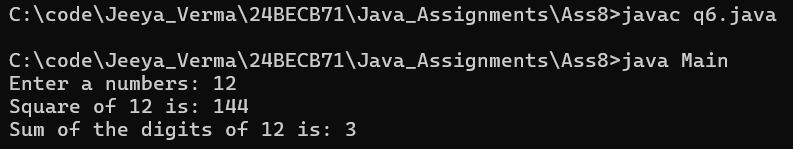 C:\code\Jeeya_Verma\24BECB71\Java_Assignments\Ass8>javac q6.java
C:\code\Jeeya_Verma\24BECB71\Java_Assignments\Ass8>java Main
Enter a numbers: 12
Square of 12 is: 144
Sum of the digits of 12 is: 3